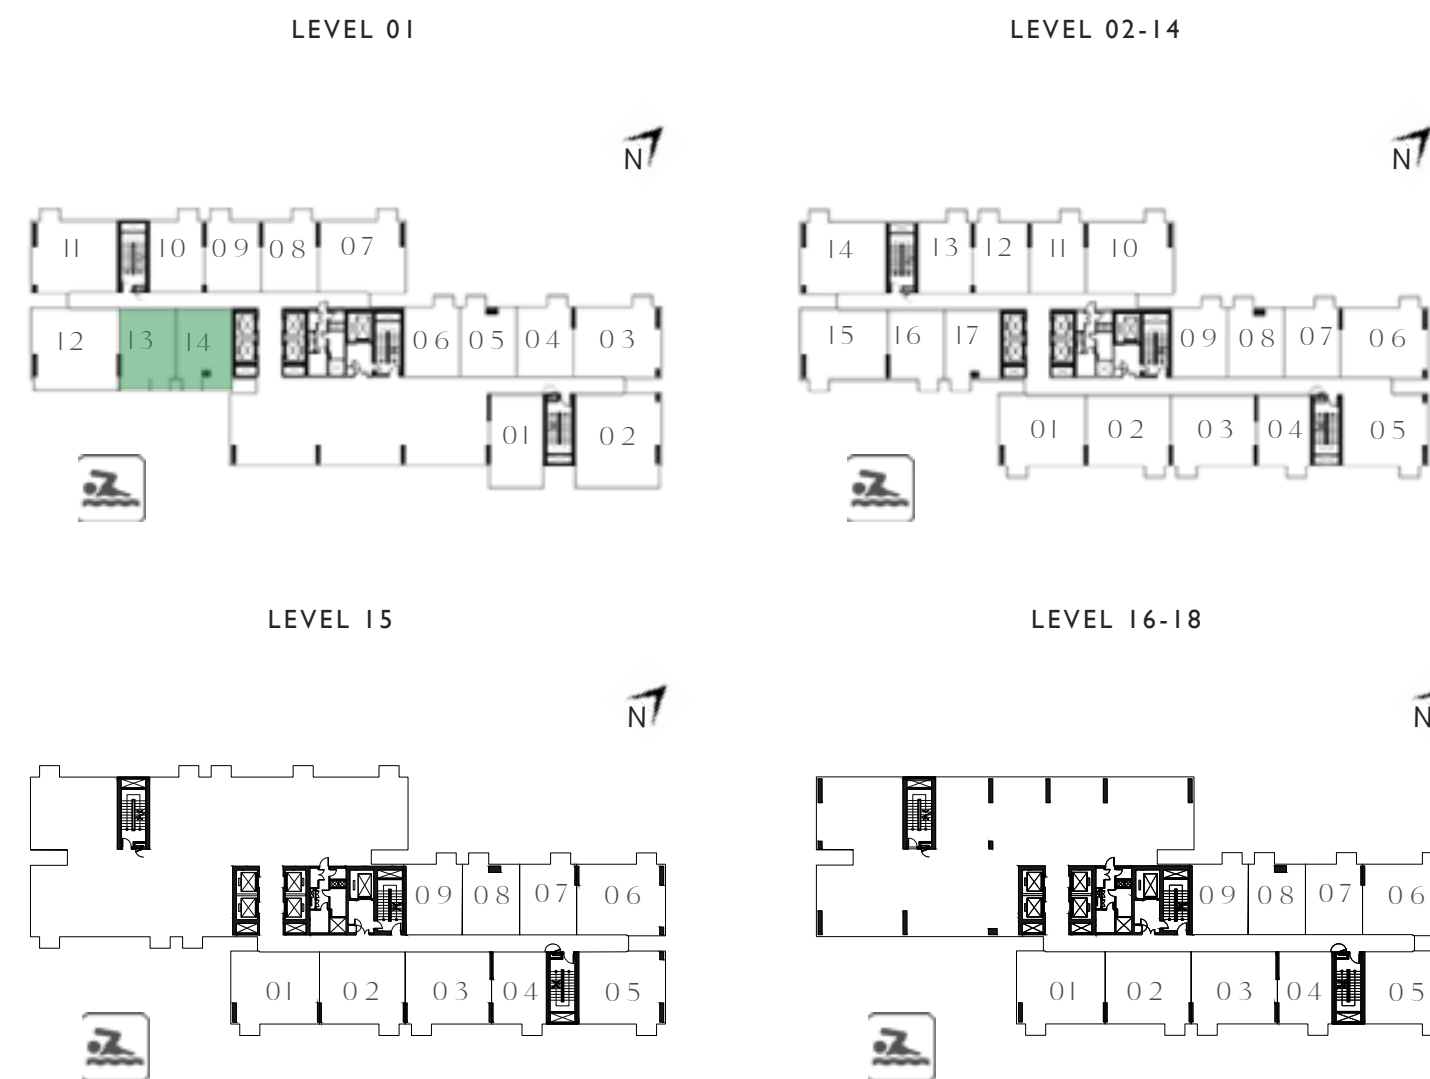 LEVEL 01
LEVEL 02-14
N
N
11 10 09 08 07
14 13 12 11 10
12 13 14 06 05 04 03
15 16 17 09 08 07 06
01 02
01 02 03 04 05
LEVEL 15
LEVEL 16-18
N
N
09 08 07 06
09 08 07 06
01 02 03 04 05
01 02 03 04 05